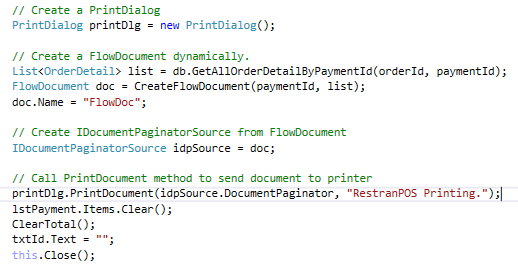 // Create a PrintDialog
PrintDialog printDlg = new PrintDialog();
// Create a FlowDocument dynamically.
List<OrderDetail> list = db.GetAllOrderDetailByPaymentId(orderId, paymentId);
FlowDocument doc = CreateFlowDocument(paymentId, list);
doc.Name = "FlowDoc";
// Create IDocumentPaginatorSource from FlowDocument
IDocumentPaginatorSource idpSource = doc;
// Call PrintDocument method to send document to printer
printDlg.PrintDocument(idpSource.DocumentPaginator, "RestranPOS Printing.");
lstPayment.Items.Clear();
ClearTotal();
txtId.Text = "";
this.Close();